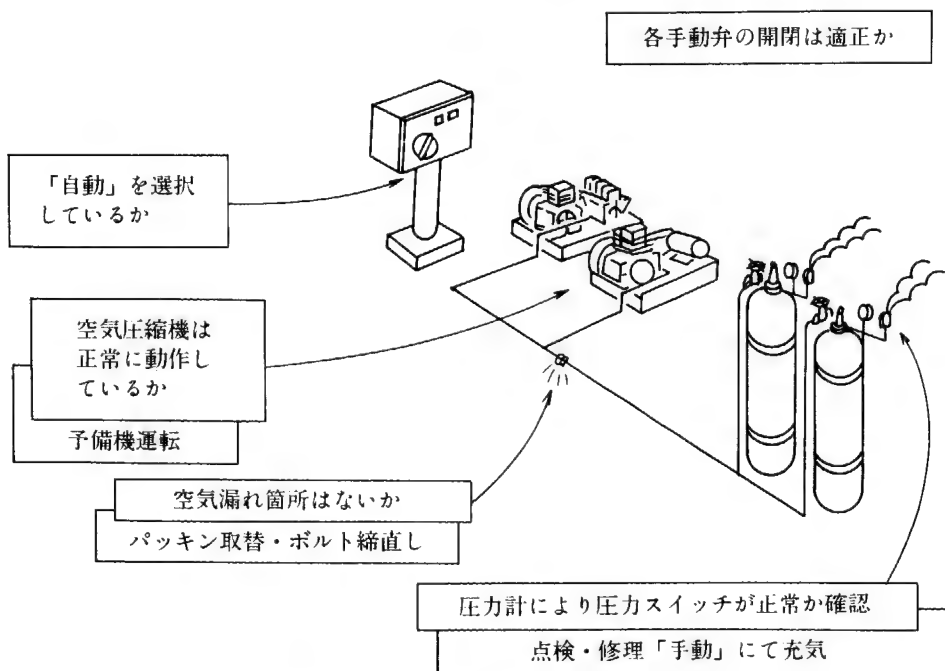 各手動弁の開閉は適正か
「自動」を選択
しているか
空気圧縮機は
正常に動作し
ているか
予備機運転
空気漏れ箇所はないか
パッキン取替・ボルト締直し
圧力計により圧力スイッチが正常か確認
点検・修理「手動」にて充気